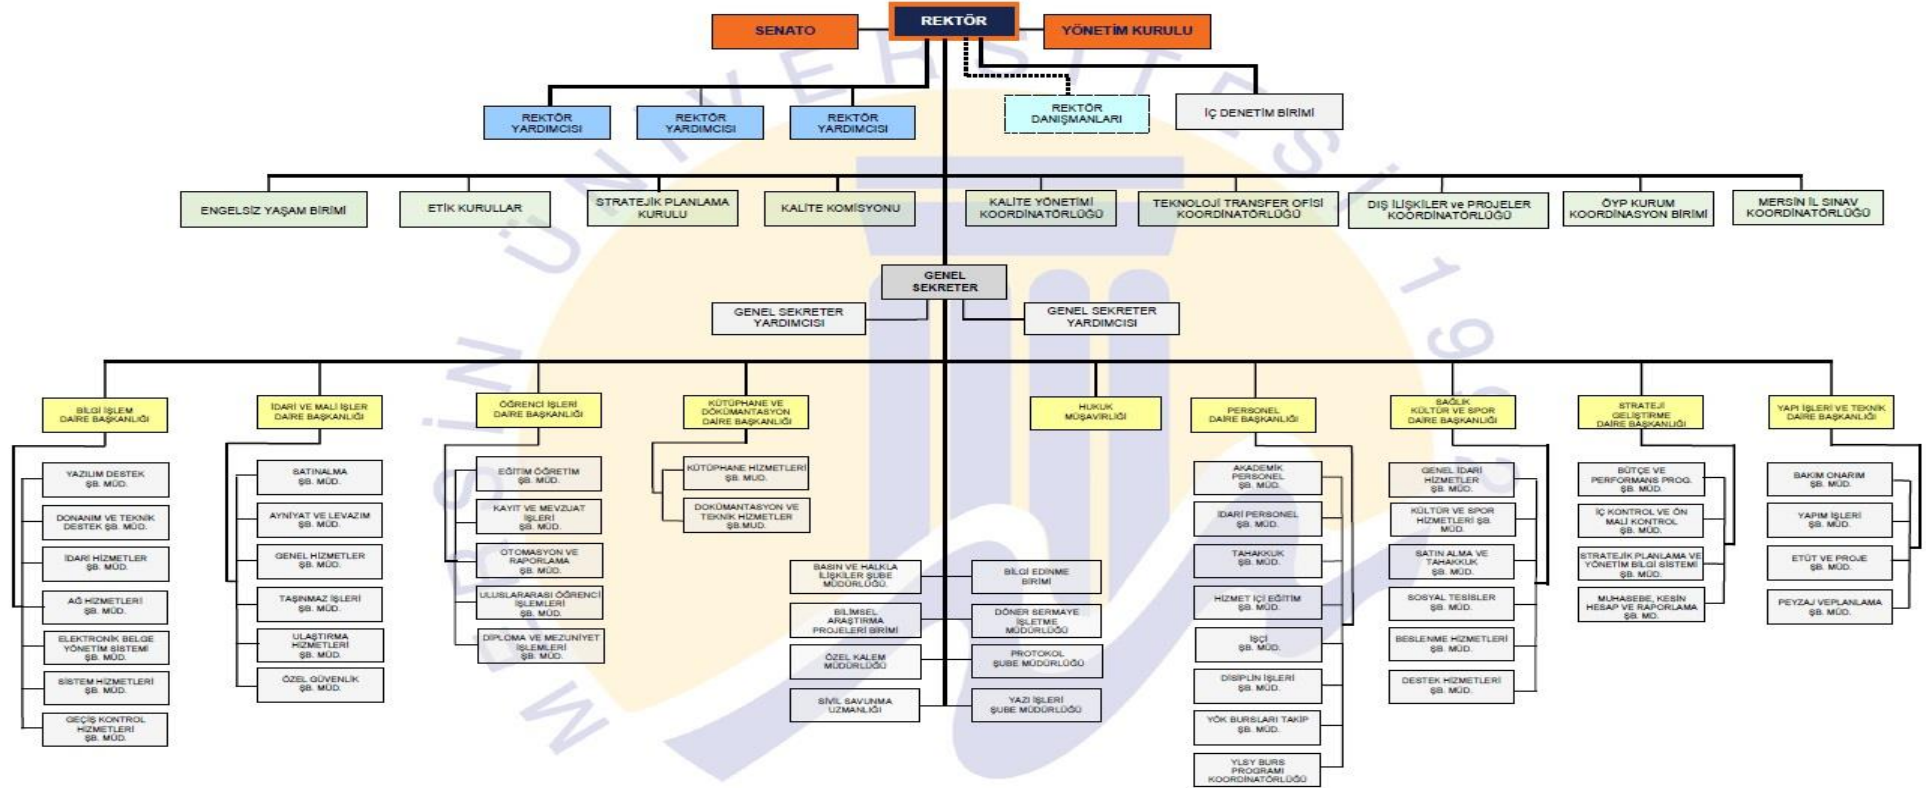 SENATO
REKTÖR
YÖNETİM KURULU
REKTÖR
YARDIMCISI
REKTÖR
YARDIMCISI
REKTÖR
YARDIMCISI
REKTÖR
DANIŞMANLARI
İÇ DENETİM BİRİMİ
ENGELSİZ YAŞAM BİRİMİ
ETİK KURULLAR
STRATEJİK PLANLAMA
KURULU
KALİTE KOMİSYONU
KALİTE YÖNETİMİ
KOORDİNATÖRLÜĞÜ
TEKNOLOJİ TRANSFER OFİSİ
KOORDİNATÖRLÜĞÜ
DIŞ İLİŞKİLER ve PROJELER
KOORDİNATÖRLÜĞÜ
ÖYP KURUM
KOORDİNASYON BİRİMİ
MERSİN İL SINAV
KOORDİNATÖRLÜĞÜ
GENEL
SEKRETER
GENEL SEKRETER
YARDIMCISI
GENEL SEKRETER
YARDIMCISI
BİLGİ İŞLEM
DAİRE BAŞKANLIĞI
YAZILIM DESTEK
ŞB. MÜD.
DONANIM VE TEKNİK
DESTEK ŞB. MÜD.
İDARİ HİZMETLER
ŞB. MÜD.
AĞ HİZMETLERİ
ŞB. MÜD.
ELEKTRONİK BELGE
YÖNETİM SİSTEMİ
ŞB. MÜD.
SİSTEM HİZMETLERİ
ŞB. MÜD.
GEÇİŞ KONTROL
HİZMETLERİ
ŞB. MÜD.
İDARİ VE MALİ İŞLER
DAİRE BAŞKANLIĞI
SATINALMA
ŞB. MÜD.
AYNİYAT VE LEVAZIM
ŞB. MÜD.
GENEL HİZMETLER
ŞB. MÜD.
TAŞINMAZ İŞLERİ
ŞB. MÜD.
ULAŞTIRMA
HİZMETLERİ
ŞB. MÜD.
ÖZEL GÜVENLİK
ŞB. MÜD.
ÖĞRENCİ İŞLERİ
DAİRE BAŞKANLIĞI
EĞİTİM ÖĞRETİM
ŞB. MÜD.
KAYIT VE MEVZUAT
İŞLERİ
ŞB. MÜD.
OTOMASYON VE
RAPORLAMA
ŞB. MÜD.
ULUSLARARASI ÖĞRENCİ
İŞLEMLERİ
ŞB. MÜD.
DİPLOMA VE MEZUNİYET
İŞLEMLERİ
ŞB. MÜD.
KÜTÜPHANE VE
DÖKÜMANTASYON
DAİRE BAŞKANLIĞI
KÜTÜPHANE HİZMETLERİ
ŞB. MUD.
DOKÜMANTASYON VE
TEKNİK HİZMETLER
ŞB.MUD.
BASIN VE HALKLA
İLİŞKİLER ŞUBE
MÜDÜRLÜĞÜ.
BİLİMSEL
ARAŞTIRMA
PROJELERİ BİRİMİ
ÖZEL KALEM
MÜDÜRLÜĞÜ
SİVİL SAVUNMA
UZMANLIĞI
BİLGİ EDİNME
BİRİMİ
DÖNER SERMAYE
İŞLETME
MÜDÜRLÜĞÜ
PROTOKOL
ŞUBE MÜDÜRLÜĞÜ
YAZI İŞLERİ
ŞUBE MÜDÜRLÜĞÜ
HUKUK
MÜŞAVİRLİĞİ
PERSONEL
DAİRE BAŞKANLIĞI
AKADEMİK
PERSONEL
ŞB. MÜD.
İDARİ PERSONEL
ŞB. MÜD.
TAHAKKUK
ŞB. MÜD.
HİZMET İÇİ EĞİTİM
ŞB. MÜD.
İŞÇİ
ŞB. MÜD.
DİSİPLİN İŞLERİ
ŞB. MÜD.
YÖK BURSLARI TAKİP
ŞB. MÜD.
YLSY BURS
PROGRAMI
KOORDİNATÖRLÜĞÜ
SAĞLIK
KÜLTÜR VE SPOR
DAİRE BAŞKANLIĞI
GENEL İDARİ
HİZMETLER
ŞB. MÜD.
KÜLTÜR VE SPOR
HİZMETLERİ ŞB.
MÜD.
SATIN ALMA VE
TAHAKKUK
ŞB. MÜD.
SOSYAL TESİSLER
ŞB. MÜD.
BESLENME HİZMETLERİ
ŞB. MÜD.
DESTEK HİZMETLERİ
ŞB. MÜD.
STRATEJİ
GELİŞTİRME
DAİRE BAŞKANLIĞI
BÜTÇE VE
PERFORMANS PROG.
ŞB. MÜD.
İÇ KONTROL VE ÖN
MALİ KONTROL
ŞB. MÜD.
STRATEJİK PLANLAMA VE
YÖNETİM BİLGİ SİSTEMİ
ŞB. MÜD.
MUHASEBE, KESİN
HESAP VE RAPORLAMA
ŞB. MD.
YAPI İŞLERİ VE TEKNİK
DAİRE BAŞKANLIĞI
BAKIM ONARIM
ŞB. MÜD.
YAPIM İŞLERİ
ŞB. MÜD.
ETÜT VE PROJE
ŞB. MÜD.
PEYZAJ VEPLANLAMA
ŞB. MÜD.
MERSİN ÜNİVERSİTESİ 1992